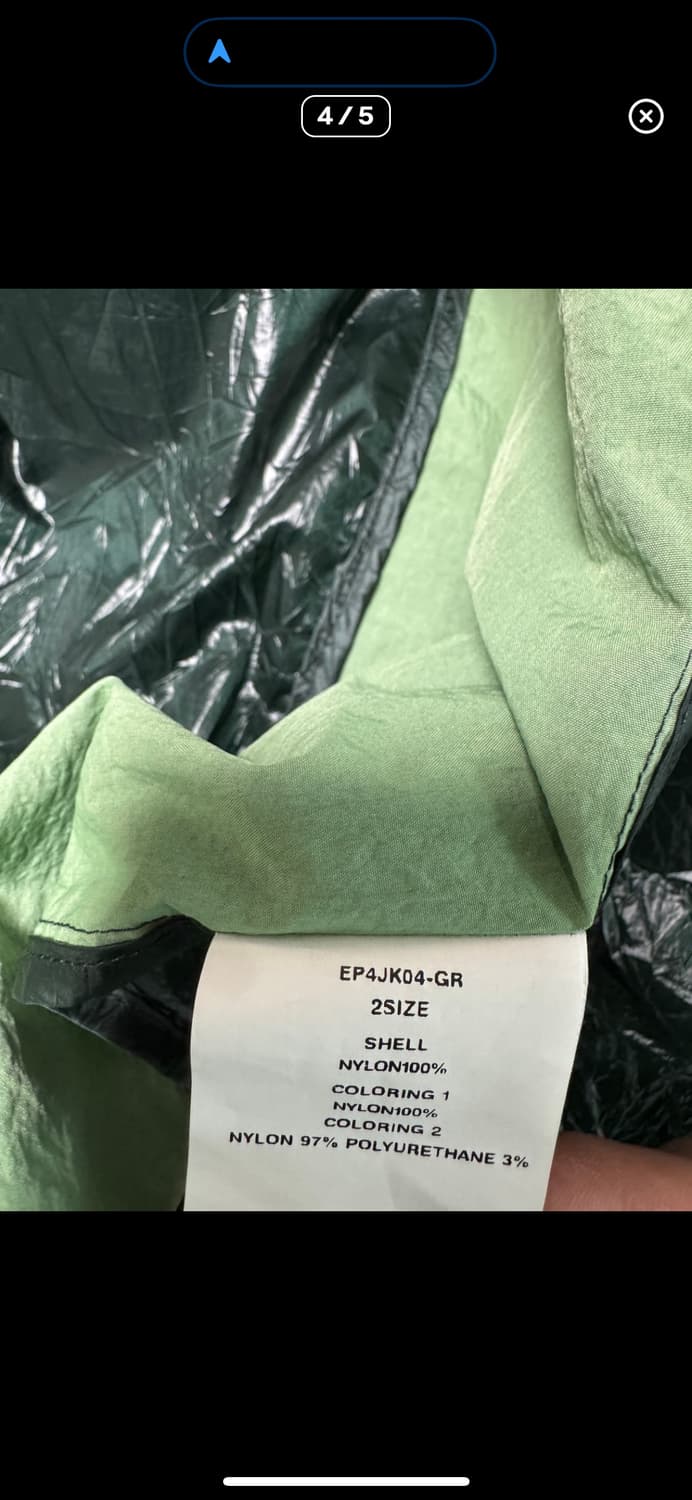 4/5
EP4JK04-GR
2SIZE
SHELL
NYLON100%
COLORING 1
NYLON100%
COLORING 2
NYLON 97% POLYURETHANE 3%